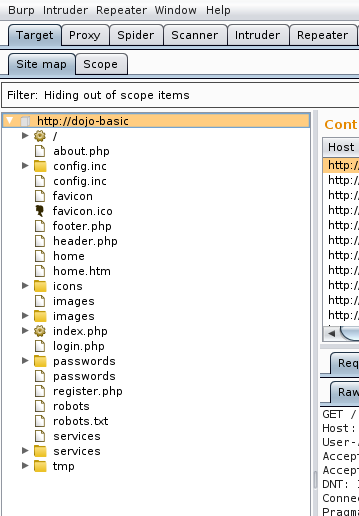 Burp Intruder Repeater Window Help
Target Proxy Spider Scanner Intruder Repeater
Site map Scope
Filter: Hiding out of scope items
http://dojo-basic
/
about.php
config.inc
config.inc
favicon
favicon.ico
footer.php
header.php
home
home.htm
icons
images
images
index.php
login.php
passwords
passwords
register.php
robots
robots.txt
services
services
tmp
Cont
Host
http:/
http:/
http:/
http:/
http:/
http:/
http:/
http:/
http:/
http:/
http:/
Req
Raw
GET /
Host:
User-
Accept
Accept
DNT:
Connec
Pragma